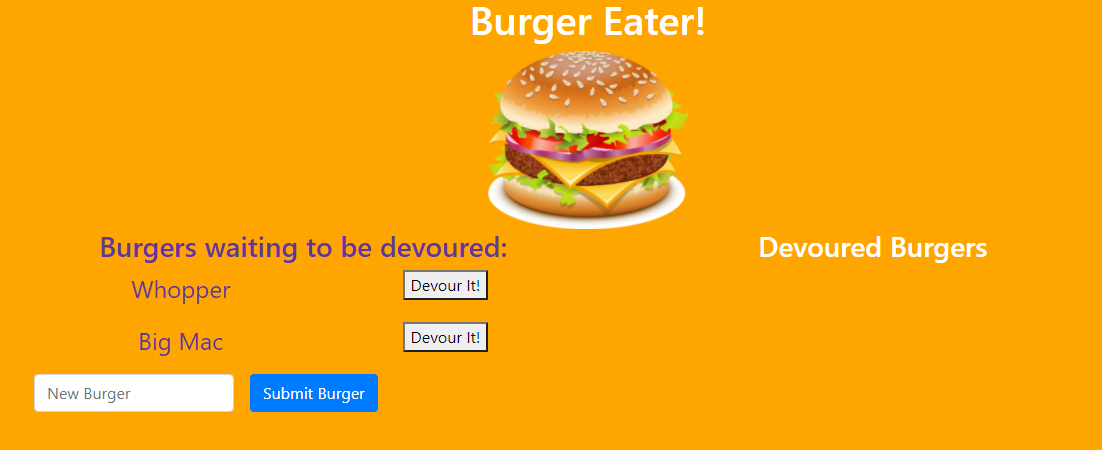 Burger Eater!
Burgers waiting to be devoured:
Whopper
Devour It!
Big Mac
Devour It!
New Burger
Submit Burger
Devoured Burgers